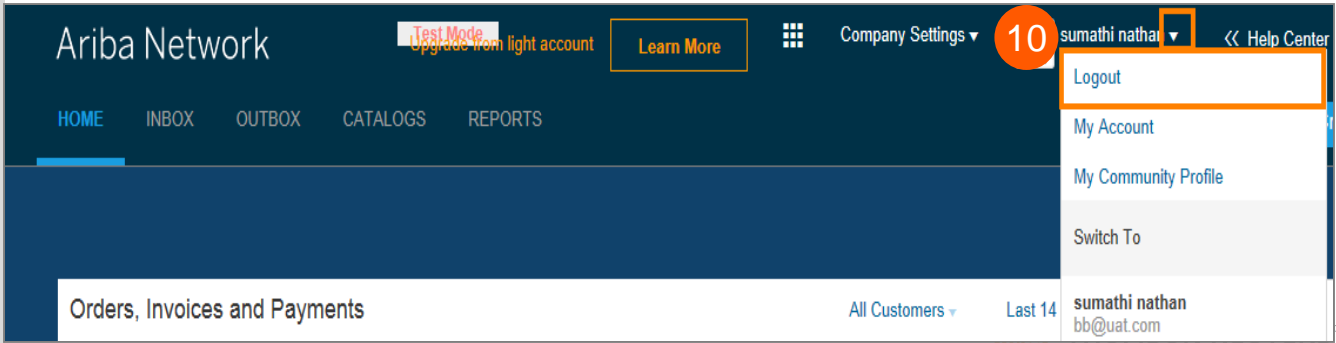 Ariba Network
Test Mode
Upgrade from light account
Learn More
Company Settings ▾
10
sumathi nathan ▾
<< Help Center
HOME INBOX OUTBOX CATALOGS REPORTS
Logout
My Account
My Community Profile
Switch To
sumathi nathan
bb@uat.com
Orders, Invoices and Payments
All Customers ▾
Last 14